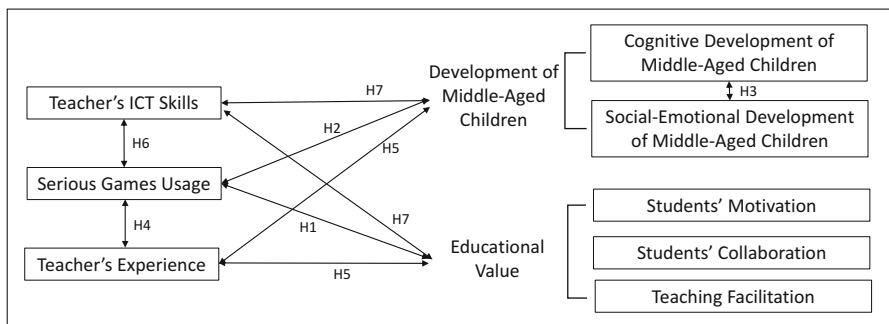 Teacher's ICT Skills
H6
Serious Games Usage
H4
Teacher's Experience
H7
H2
H5
H7
H1
H5
Development of
Middle-Aged
Children
Educational
Value
Cognitive Development of
Middle-Aged Children
H3
Social-Emotional Development
of Middle-Aged Children
Students' Motivation
Students' Collaboration
Teaching Facilitation